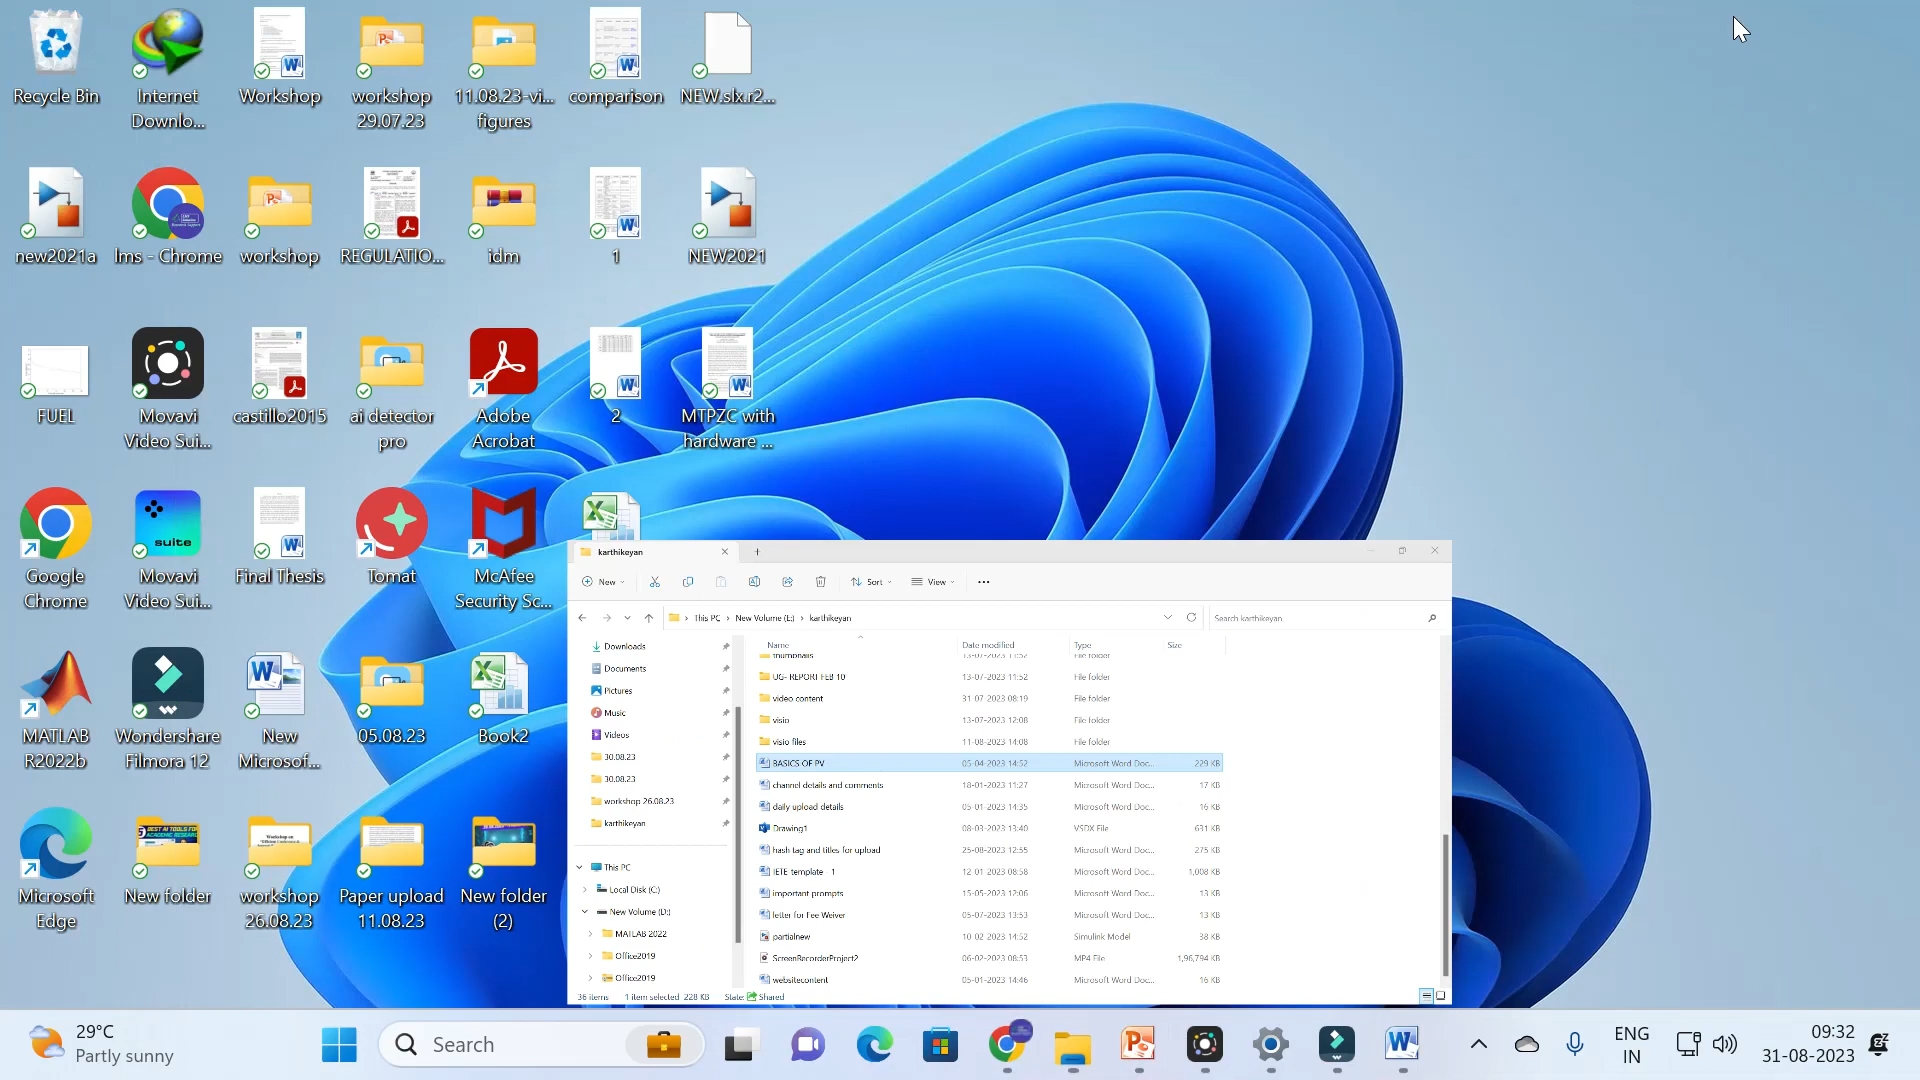 Recycle Bin
Internet
Downlo...
Workshop
workshop
29.07.23
11.08.23-vi...
figures
comparison
NEW.slx.r2...
new2021a
lms - Chrome
workshop
REGULATIO...
idm
1
NEW2021
FUEL
Movavi
Video Sui...
castillo2015
ai detector
pro
Adobe
Acrobat
2
MTPZC with
hardware ...
Google
Chrome
suite
Movavi
Video Sui...
Final Thesis
Tomat
McAfee
Security Sc...
MATLAB
R2022b
Wondershare
Filmora 12
New
Microsof...
05.08.23
Book2
Microsoft
Edge
New folder
workshop
26.08.23
Paper upload
11.08.23
New folder
(2)
karthikeyan
New
Sort
View
This PC > New Volume (E:) > karthikeyan
Search karthikeyan
Downloads
Documents
Pictures
Music
Videos
30.08.23
30.08.23
workshop 26.08.23
karthikeyan
This PC
Local Disk (C:)
New Volume (D:)
MATLAB 2022
Office2019
Office2019
Name Date modified Type Size
thumbnails 13-07-2023 11:52 File folder
UG- REPORT FEB 10 13-07-2023 11:52 File folder
video content 31-07-2023 08:19 File folder
visio 13-07-2023 12:08 File folder
visio files 11-08-2023 14:08 File folder
BASICS OF PV 05-04-2023 14:52 Microsoft Word Doc... 229 KB
channel details and comments 18-01-2023 11:27 Microsoft Word Doc... 17 KB
daily upload details 05-01-2023 14:35 Microsoft Word Doc... 16 KB
Drawing1 08-03-2023 13:40 VSDX File 631 KB
hash tag and titles for upload 25-08-2023 12:55 Microsoft Word Doc... 275 KB
IETE template - 1 12-01-2023 08:58 Microsoft Word Doc... 1,008 KB
important prompts 15-05-2023 12:06 Microsoft Word Doc... 13 KB
letter for Fee Weiver 05-07-2023 13:53 Microsoft Word Doc... 13 KB
partialnew 10-02-2023 14:52 Simulink Model 38 KB
ScreenRecorderProject2 06-02-2023 08:53 MP4 File 1,96,794 KB
websitecontent 05-01-2023 14:46 Microsoft Word Doc... 16 KB
36 items 1 item selected 228 KB State: Shared
29°C
Partly sunny
Search
ENG
IN
09:32
31-08-2023